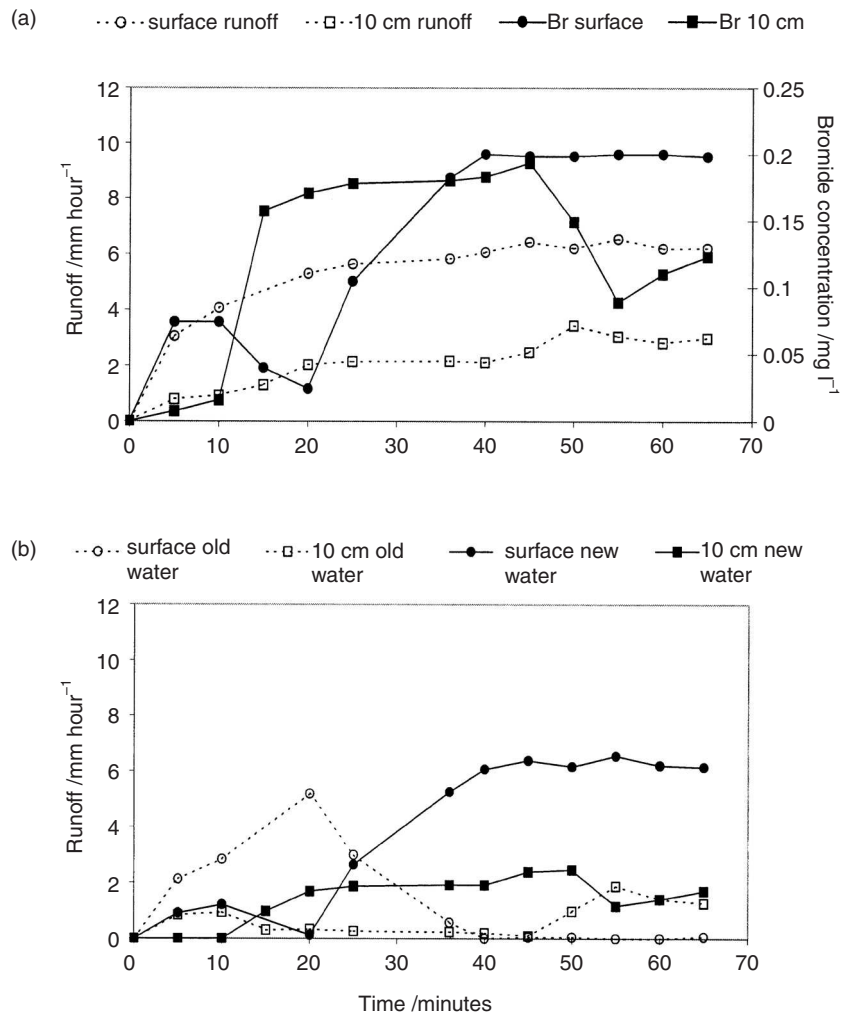 (a)
surface runoff 10 cm runoff Br surface Br 10 cm
12
10
8
6
4
2
0
Runoff /mm hour⁻¹
0.25
0.2
0.15
0.1
0.05
0
Bromide concentration /mg l⁻¹
0 10 20 30 40 50 60 70
(b)
surface old water
10 cm old water
surface new water
10 cm new water
12
10
8
6
4
2
0
Runoff /mm hour⁻¹
0 10 20 30 40 50 60 70
Time /minutes